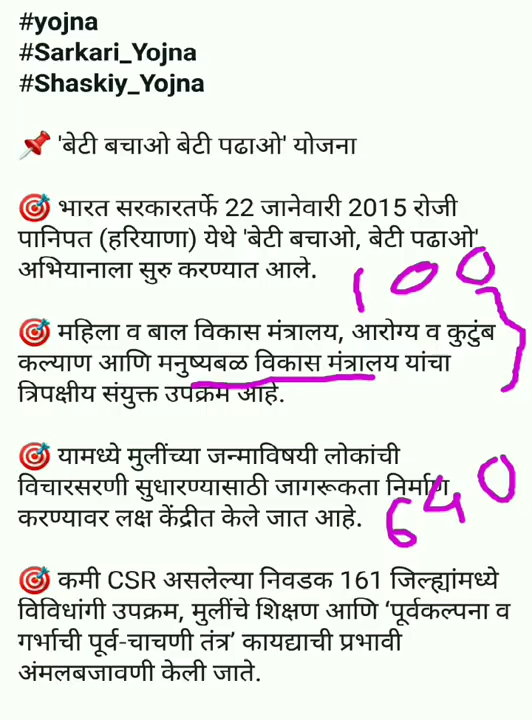 #yojna
#Sarkari_Yojna
#Shaskiy_Yojna
📌 'बेटी बचाओ बेटी पढाओ' योजना
🎯 भारत सरकारतर्फे 22 जानेवारी 2015 रोजी
पानिपत (हरियाणा) येथे 'बेटी बचाओ, बेटी पढाओ'
अभियानाला सुरु करण्यात आले.
100
🎯 महिला व बाल विकास मंत्रालय, आरोग्य व कुटुंब
कल्याण आणि मनुष्यबळ विकास मंत्रालय यांचा
त्रिपक्षीय संयुक्त उपक्रम आहे.
🎯 यामध्ये मुलींच्या जन्माविषयी लोकांची
विचारसरणी सुधारण्यासाठी जागरूकता निर्माण
करण्यावर लक्ष केंद्रीत केले जात आहे.
640
🎯 कमी CSR असलेल्या निवडक 161 जिल्ह्यांमध्ये
विविधांगी उपक्रम, मुलींचे शिक्षण आणि ‘पूर्वकल्पना व
गर्भाची पूर्व-चाचणी तंत्र’ कायद्याची प्रभावी
अंमलबजावणी केली जाते.